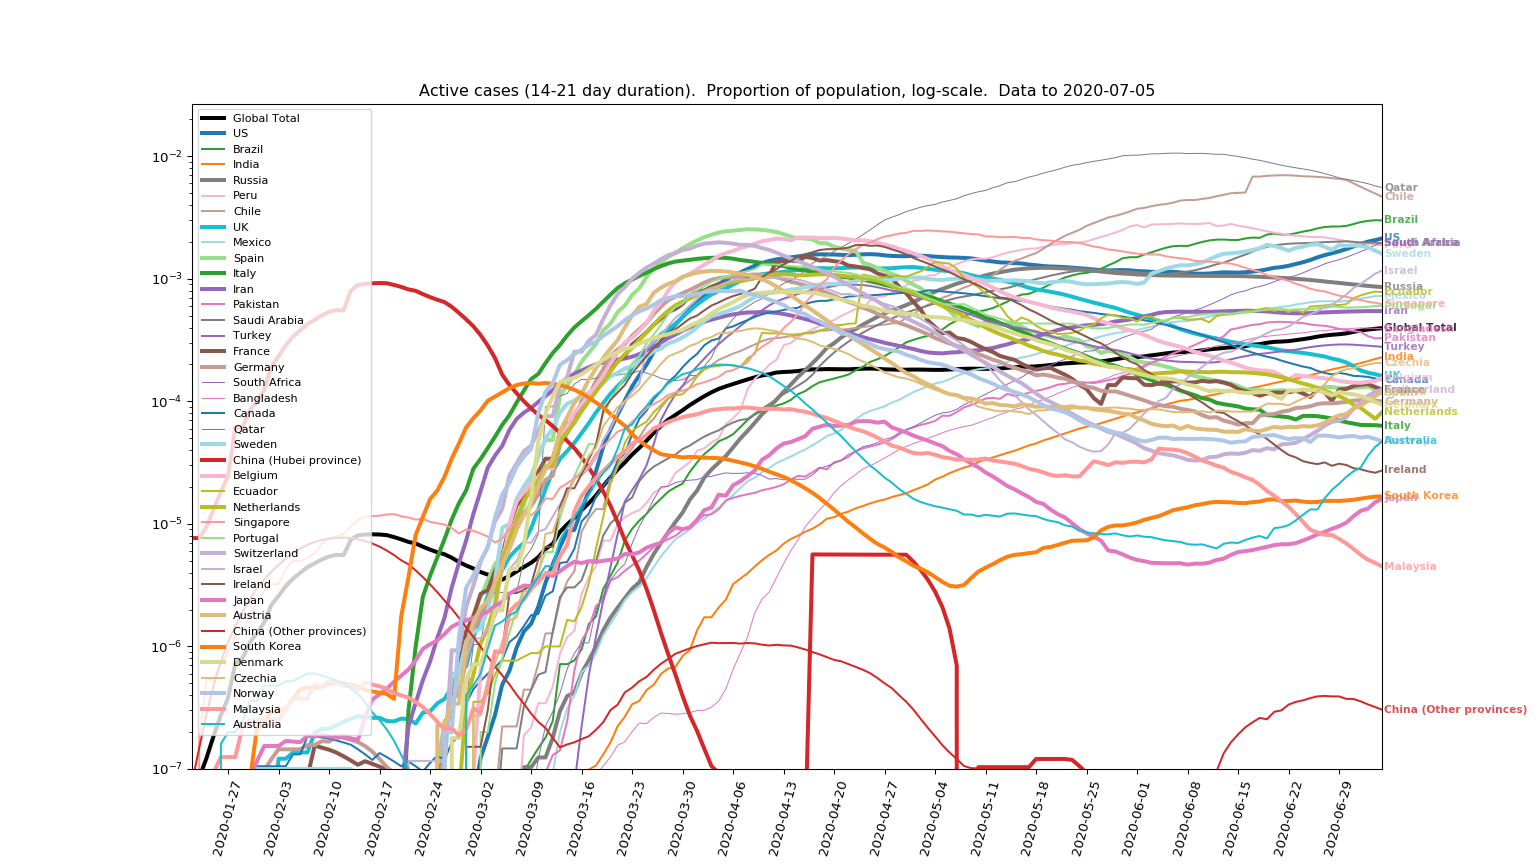 Active cases (14-21 day duration).  Proportion of population, log-scale.  Data to 2020-07-05
Global Total
US
Brazil
India
Russia
Peru
Chile
UK
Mexico
Spain
Italy
Iran
Pakistan
Saudi Arabia
Turkey
France
Germany
South Africa
Bangladesh
Canada
Qatar
Sweden
China (Hubei province)
Belgium
Ecuador
Netherlands
Singapore
Portugal
Switzerland
Israel
Ireland
Japan
Austria
China (Other provinces)
South Korea
Denmark
Czechia
Norway
Malaysia
Australia
10⁻²
10⁻³
10⁻⁴
10⁻⁵
10⁻⁶
10⁻⁷
2020-01-27
2020-02-03
2020-02-10
2020-02-17
2020-02-24
2020-03-02
2020-03-09
2020-03-16
2020-03-23
2020-03-30
2020-04-06
2020-04-13
2020-04-20
2020-04-27
2020-05-04
2020-05-11
2020-05-18
2020-05-25
2020-06-01
2020-06-08
2020-06-15
2020-06-22
2020-06-29
Qatar
Chile
Brazil
US
Saudi Arabia
Sweden
Israel
Russia
Ecuador
Mexico
Singapore
Iran
Global Total
Pakistan
Turkey
India
Czechia
UK
Canada
France
Germany
Netherlands
Italy
Australia
Ireland
South Korea
Japan
Malaysia
China (Other provinces)